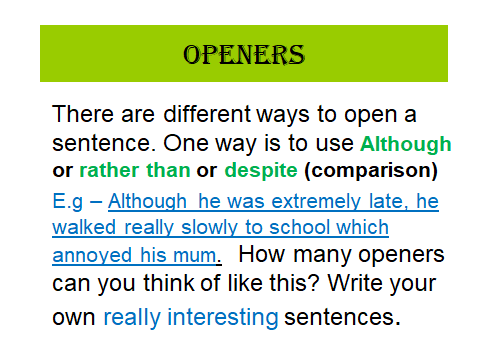 OPENERS
There are different ways to open a
sentence. One way is to use Although
or rather than or despite (comparison)
E.g – Although he was extremely late, he
walked really slowly to school which
annoyed his mum. How many openers
can you think of like this? Write your
own really interesting sentences.